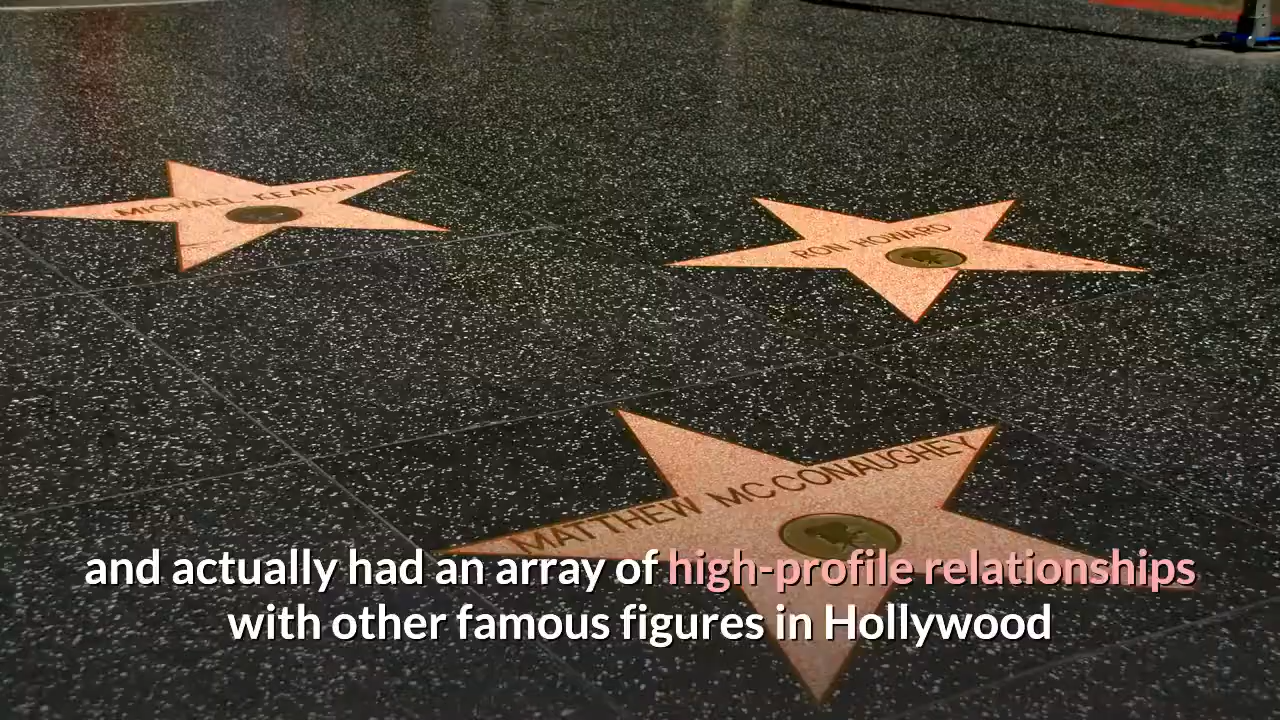 MICHAEL KEATON
RON HOWARD
MATTHEW MCCONAUGHEY
and actually had an array of high-profile relationships
with other famous figures in Hollywood